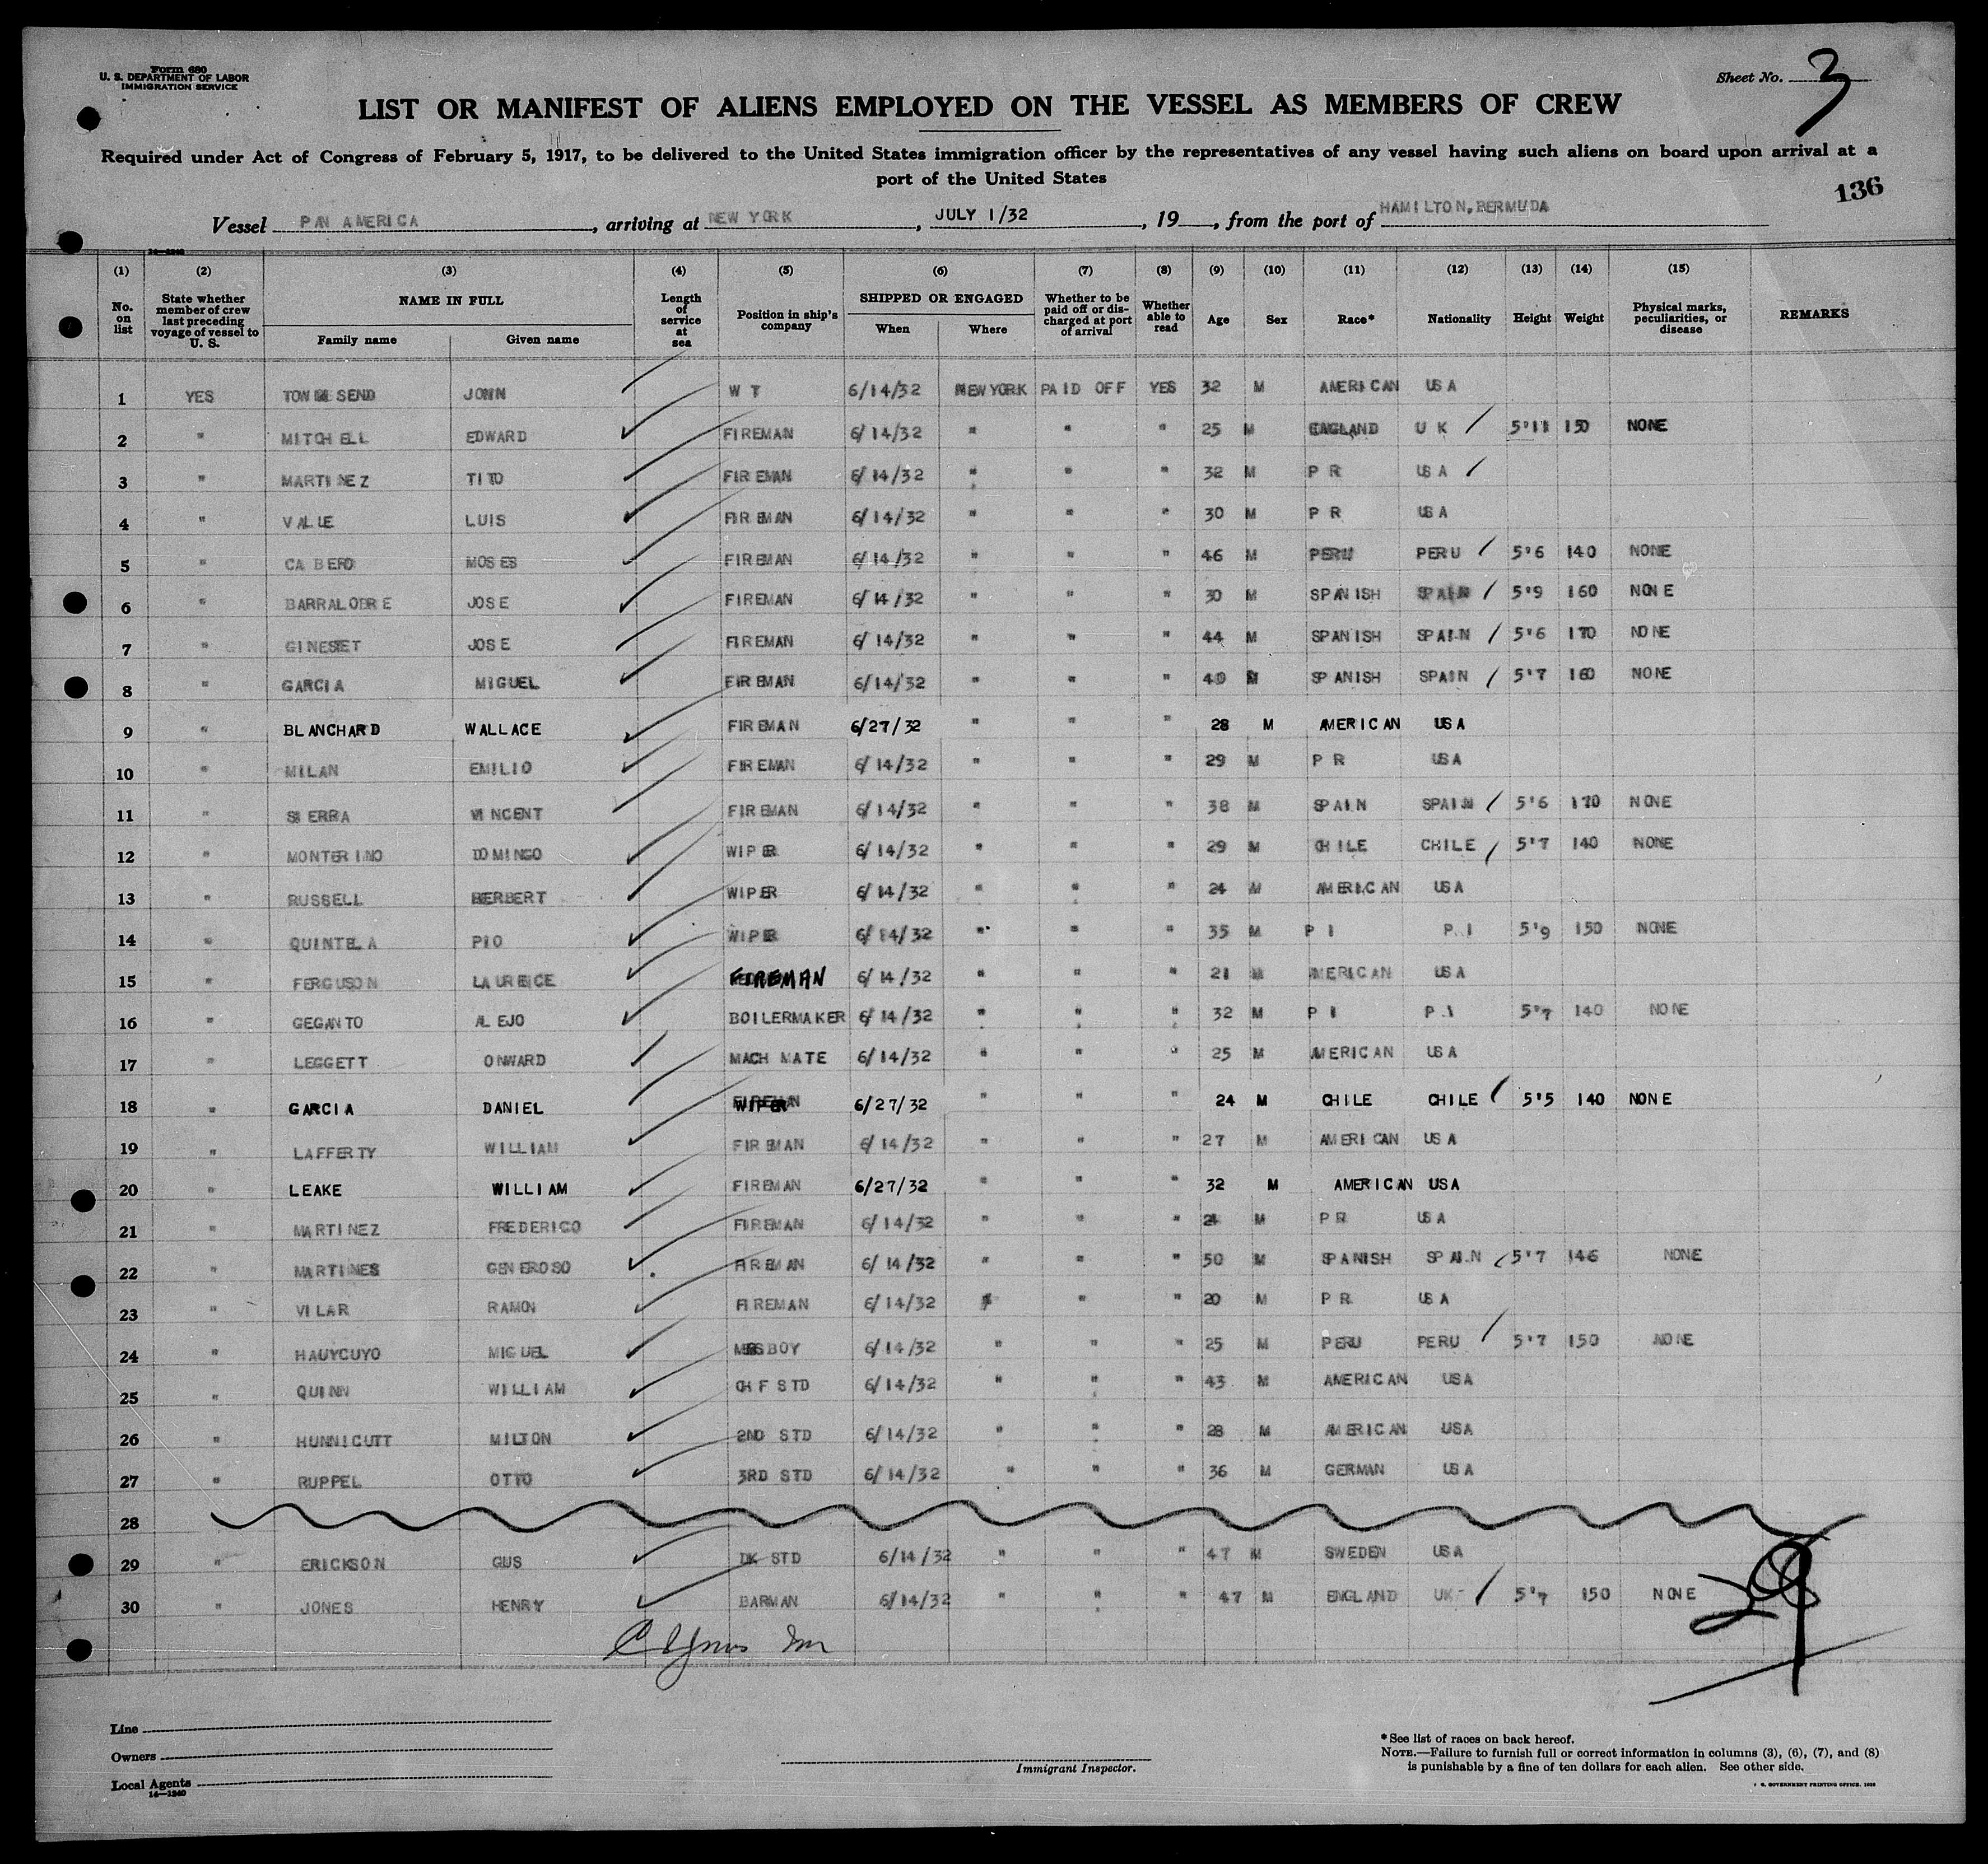 Form 680
U. S. DEPARTMENT OF LABOR
IMMIGRATION SERVICE
Sheet No. 3
LIST OR MANIFEST OF ALIENS EMPLOYED ON THE VESSEL AS MEMBERS OF CREW
Required under Act of Congress of February 5, 1917, to be delivered to the United States immigration officer by the representatives of any vessel having such aliens on board upon arrival at a
port of the United States
136
Vessel PAN AMERICA, arriving at NEW YORK, JULY 1/32, 19, from the port of HAMILTON, BERMUDA
(1) (2) (3) (4) (5) (6) (7) (8) (9) (10) (11) (12) (13) (14) (15)
No. on list State whether member of crew last preceding voyage of vessel to U. S. NAME IN FULL Family name Given name Length of service at sea Position in ship's company SHIPPED OR ENGAGED When Where Whether to be paid off or discharged at port of arrival Whether able to read Age Sex Race* Nationality Height Weight Physical marks, peculiarities, or disease REMARKS
1 YES JOHN W T 6/14/32 NEW YORK PAID OFF YES 32 M AMERICAN USA
2 " MITCHELL EDWARD FIREMAN 6/14/32 " " " 25 M ENGLAND U K 5'11 150 NONE
3 " MARTINEZ TITO FIREMAN 6/14/32 " " " 32 M P R USA
4 " VALUE LUIS FIREMAN 6/14/32 " " " 30 M P R USA
5 " CABERO MOSES FIREMAN 6/14/32 " " " 46 M PERU PERU 5'6 140 NONE
6 " JOSE FIREMAN 6/14/32 " " " 30 M SPANISH SPAIN 5'9 160 NONE
7 " JOSE FIREMAN 6/14/32 " " " 44 M SPANISH SPAIN 5'6 170 NONE
8 " GARCIA MIGUEL FIREMAN 6/14/32 " " " 40 M SPANISH SPAIN 5'7 160 NONE
9 " BLANCHARD WALLACE FIREMAN 6/27/32 " " " 28 M AMERICAN USA
10 " MILAN EMILIO FIREMAN 6/14/32 " " " 29 M P R USA
11 " SIERRA VINCENT FIREMAN 6/14/32 " " " 38 M SPAIN SPAIN 5'6 170 NONE
12 " MONTERINO DOMINGO WIPER 6/14/32 " " " 29 M CHILE CHILE 5'7 140 NONE
13 " RUSSELL WIPER 6/14/32 " " " 24 M AMERICAN USA
14 " QUINTELA PIO WIPER 6/14/32 " " " 35 M P I P.I 5'9 150 NONE
15 " FERGUSON LAURENCE FIREMAN 6/14/32 " " " 21 M AMERICAN USA
16 " GEGANTO ALEJO BOILERMAKER 6/14/32 " " " 32 M P I P.I 5'7 140 NONE
17 " LEGGETT ONWARD MACH MATE 6/14/32 " " " 25 M AMERICAN USA
18 " GARCIA DANIEL WIPER 6/27/32 " " " 24 M CHILE CHILE 5'5 140 NONE
19 " LAFFERTY WILLIAM FIREMAN 6/14/32 " " " 27 M AMERICAN USA
20 " LEAKE WILLIAM FIREMAN 6/27/32 " " " 32 M AMERICAN USA
21 " MARTINEZ FREDERICO FIREMAN 6/14/32 " " " M P R USA
22 " MARTINES GENEROSO FIREMAN 6/14/32 " " " 50 M SPANISH SPAIN 5'7 146 NONE
23 " VILAR RAMON FIREMAN 6/14/32 " " " 20 M P R USA
24 " HAUYCUYO MIGUEL MESSBOY 6/14/32 " " " 25 M PERU PERU 5'7 150 NONE
25 " QUINN WILLIAM CH F STD 6/14/32 " " " 43 M AMERICAN USA
26 " HUNNICUTT MILTON 2ND STD 6/14/32 " " " 28 M AMERICAN USA
27 " RUPPEL OTTO 3RD STD 6/14/32 " " " 36 M GERMAN USA
28
29 " ERICKSON GUS DK STD 6/14/32 " " " 47 M SWEDEN USA
30 " JONES HENRY BARMAN 6/14/32 " " " 47 M ENGLAND UK 5'7 150 NONE
Line
Owners
Local Agents
14—1240
Immigrant Inspector.
*See list of races on back hereof.
NOTE.—Failure to furnish full or correct information in columns (3), (6), (7), and (8)
is punishable by a fine of ten dollars for each alien. See other side.